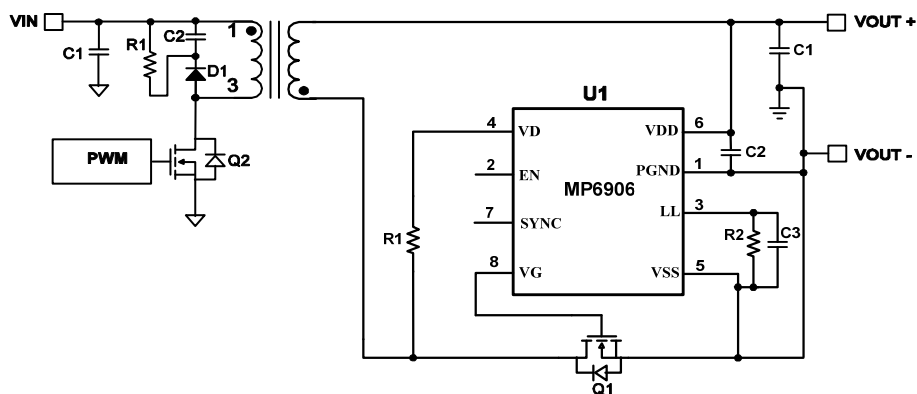 VIN
VOUT +
C1
R1
C2
1
D1
3
C1
U1
PWM
Q2
4
VD
VDD
6
C2
VOUT -
2
EN
PGND
1
MP6906
7
SYNC
LL
3
R1
R2
C3
8
VG
VSS
5
Q1